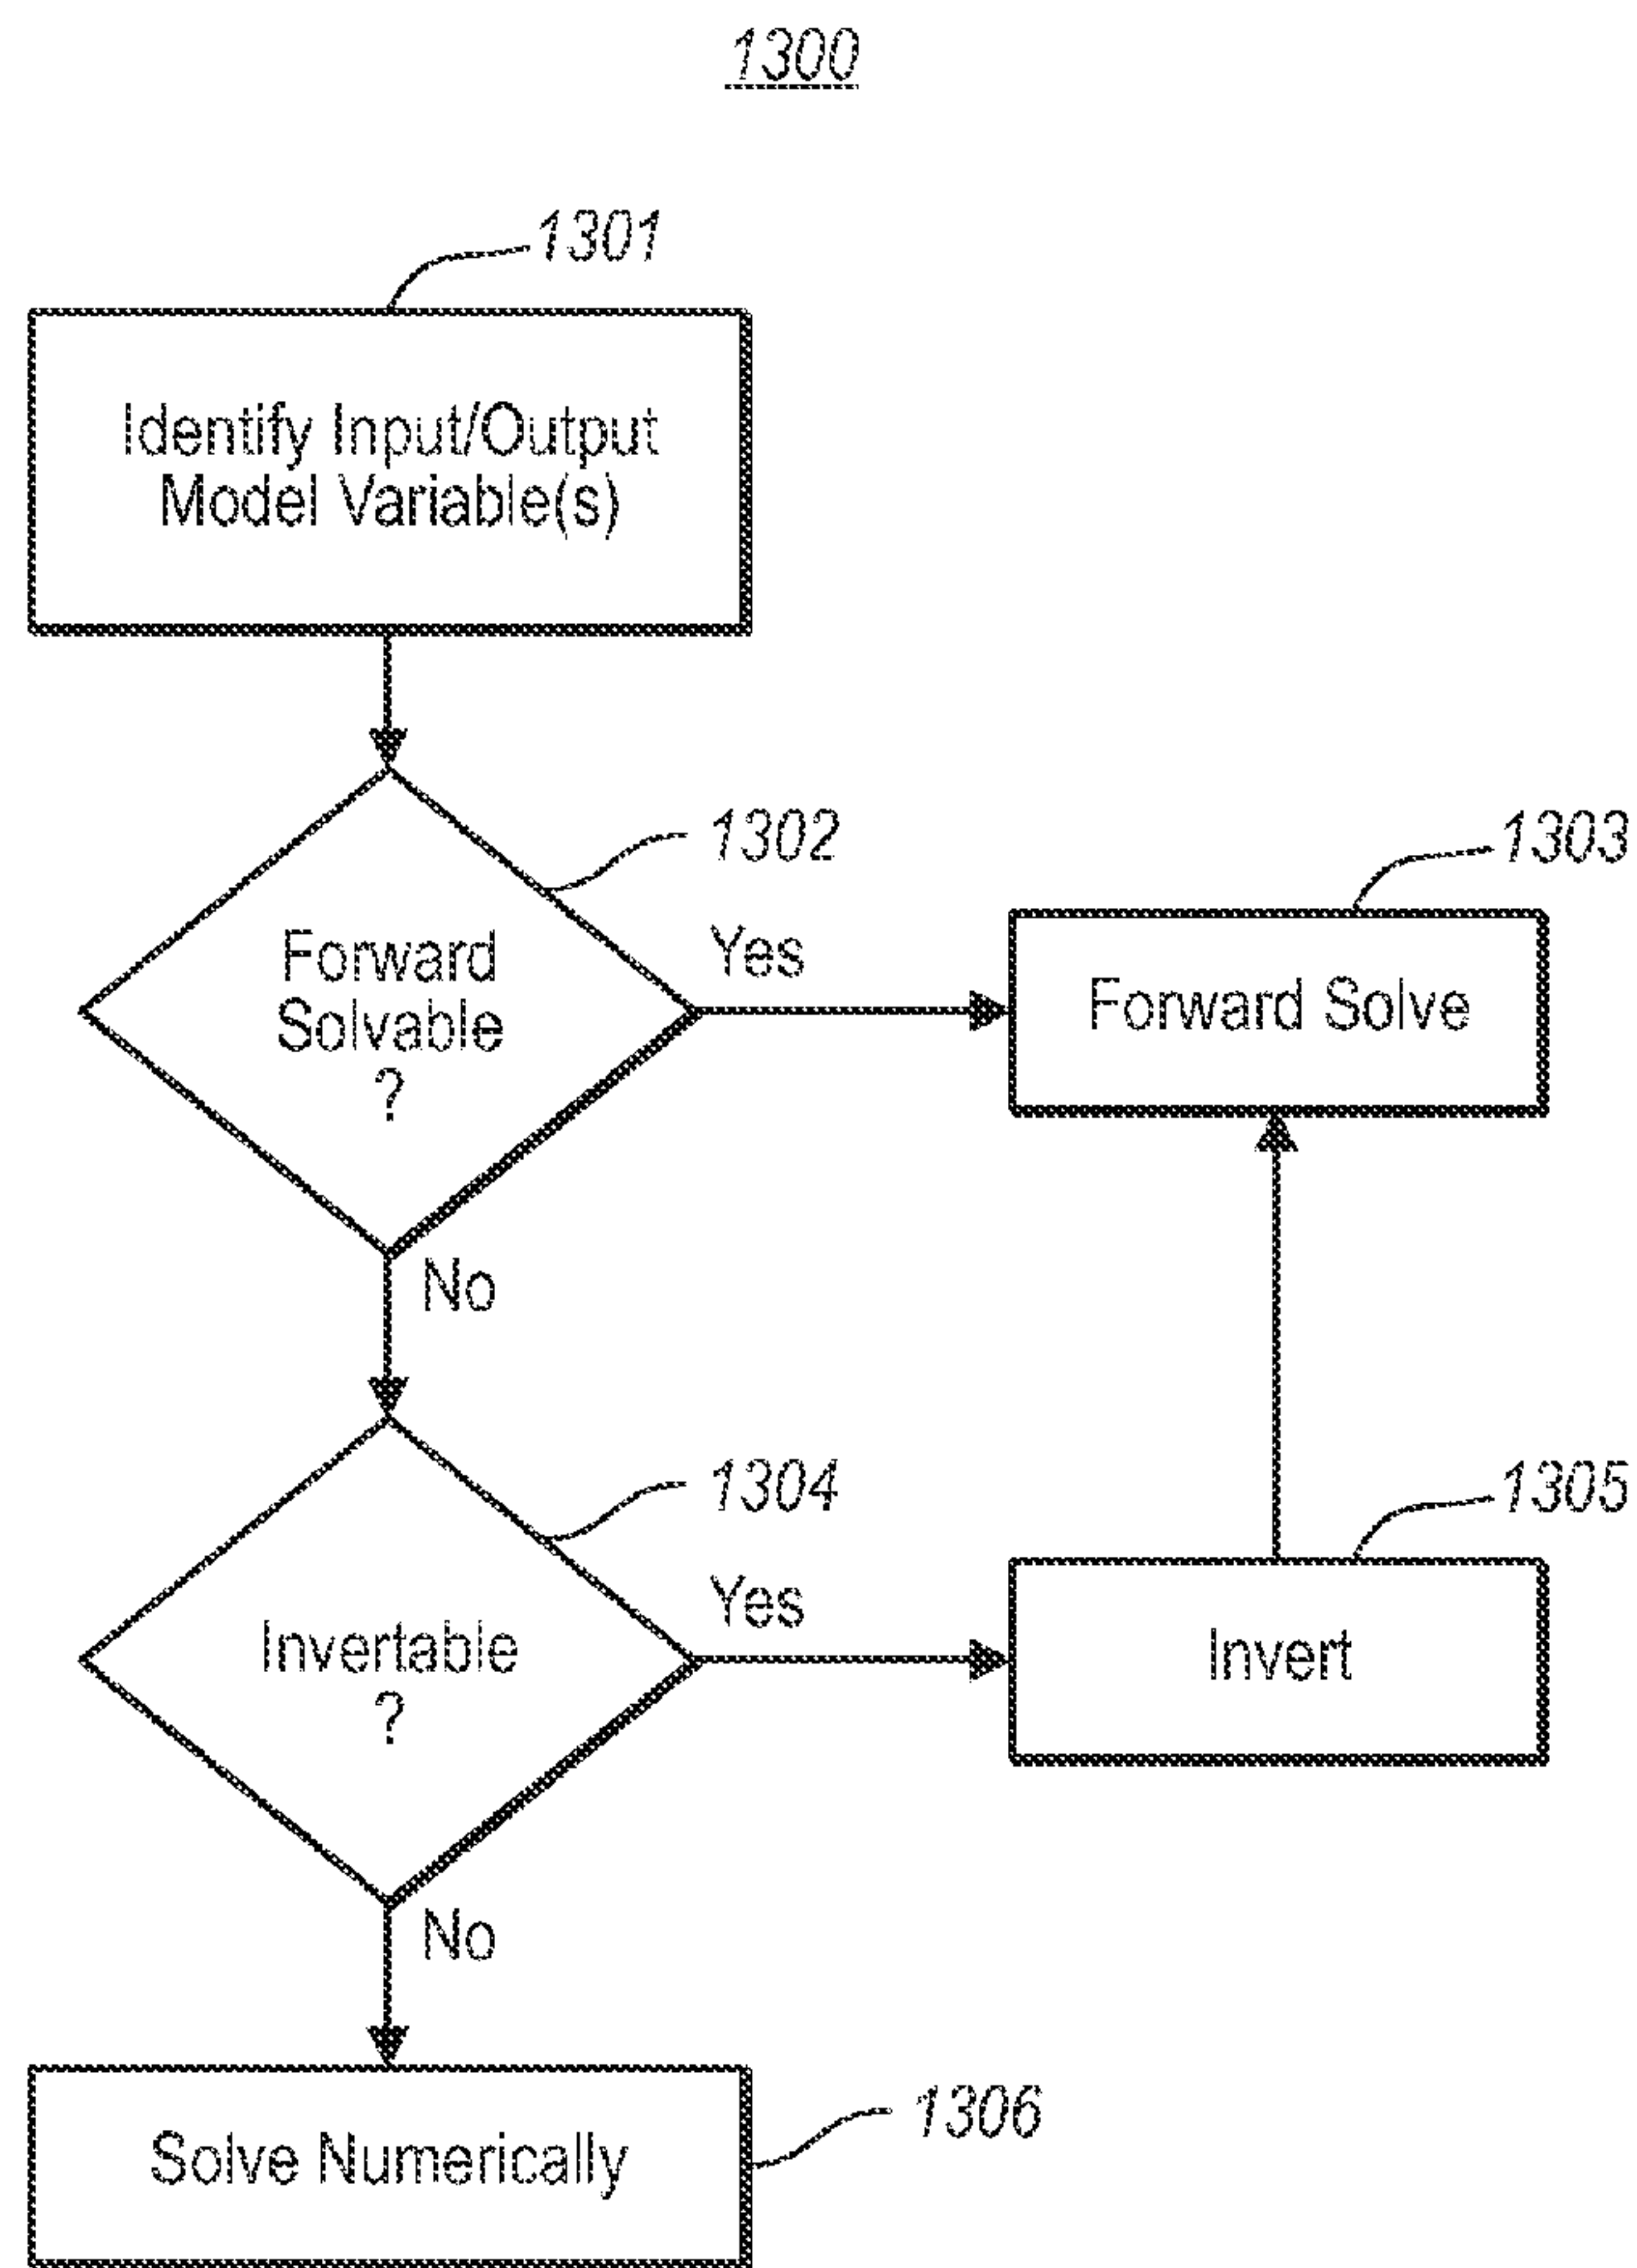 1300
1301
Identify Input/Output
Model Variable(s)
1302
Forward
Solvable
?
Yes
1303
Forward Solve
No
1304
Invertable
?
Yes
1305
Invert
No
1306
Solve Numerically